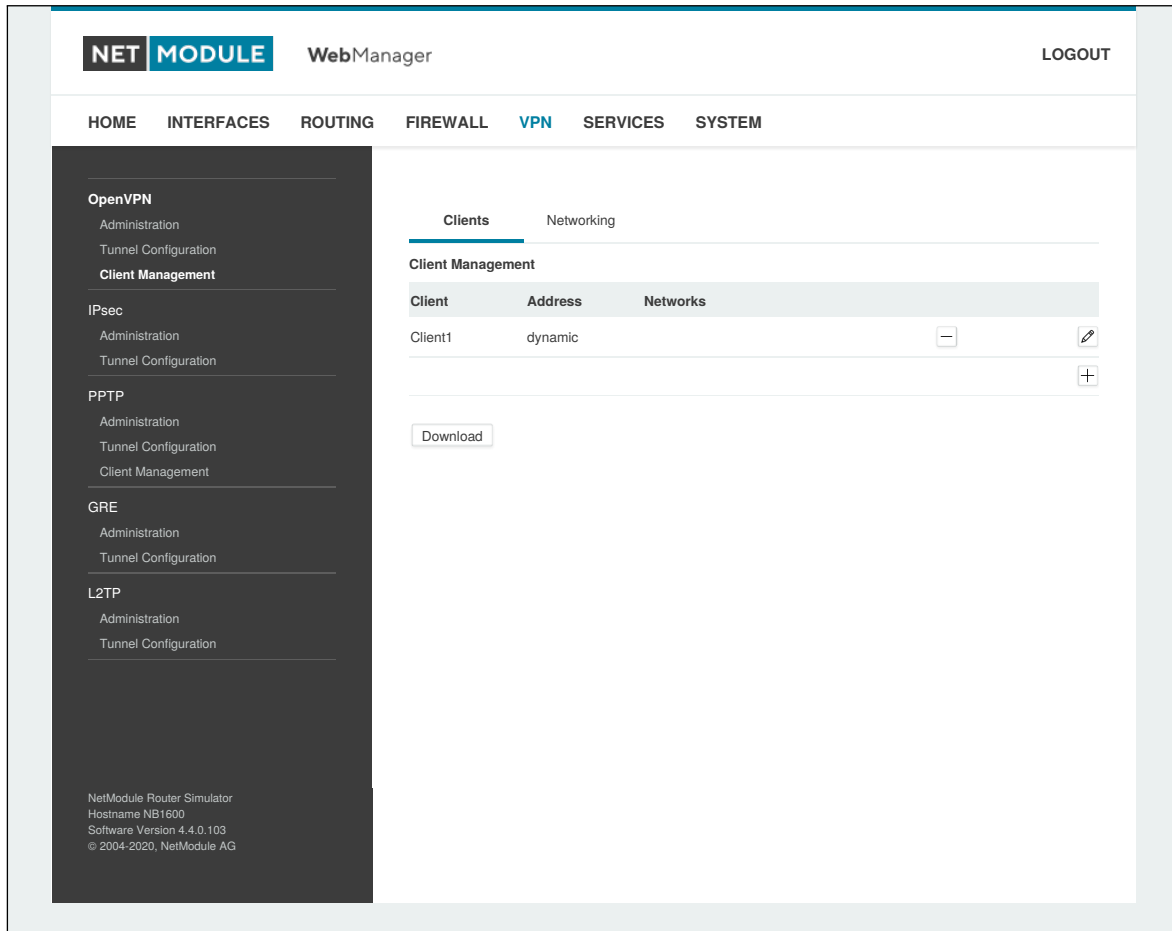 NET MODULE WebManager LOGOUT
HOME INTERFACES ROUTING FIREWALL VPN SERVICES SYSTEM
OpenVPN
Administration
Tunnel Configuration
Client Management
IPsec
Administration
Tunnel Configuration
PPTP
Administration
Tunnel Configuration
Client Management
GRE
Administration
Tunnel Configuration
L2TP
Administration
Tunnel Configuration
NetModule Router Simulator
Hostname NB1600
Software Version 4.4.0.103
© 2004-2020, NetModule AG
Clients Networking
Client Management
Client Address Networks
Client1 dynamic
Download